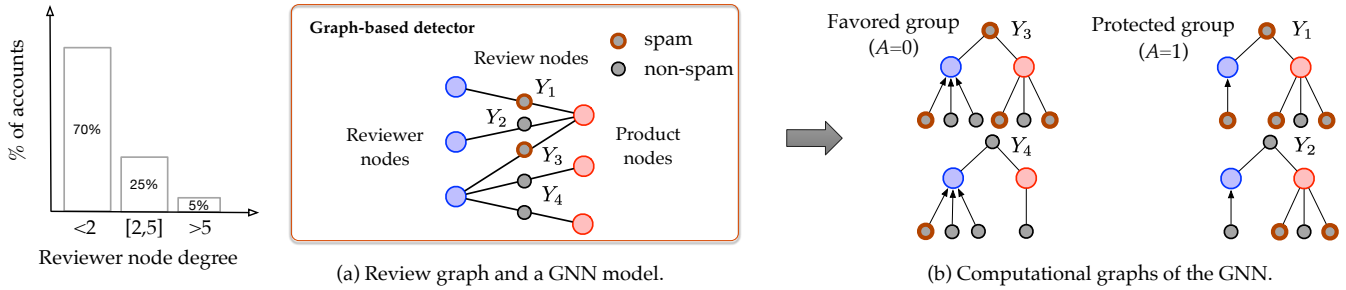 % of accounts
70%
25%
5%
<2
[2,5]
>5
Reviewer node degree
Graph-based detector
Review nodes
spam
non-spam
Y1
Y2
Reviewer
nodes
Product
nodes
Y3
Y4
(a) Review graph and a GNN model.
Favored group
(A=0)
Y3
Y4
Protected group
(A=1)
Y1
Y2
(b) Computational graphs of the GNN.